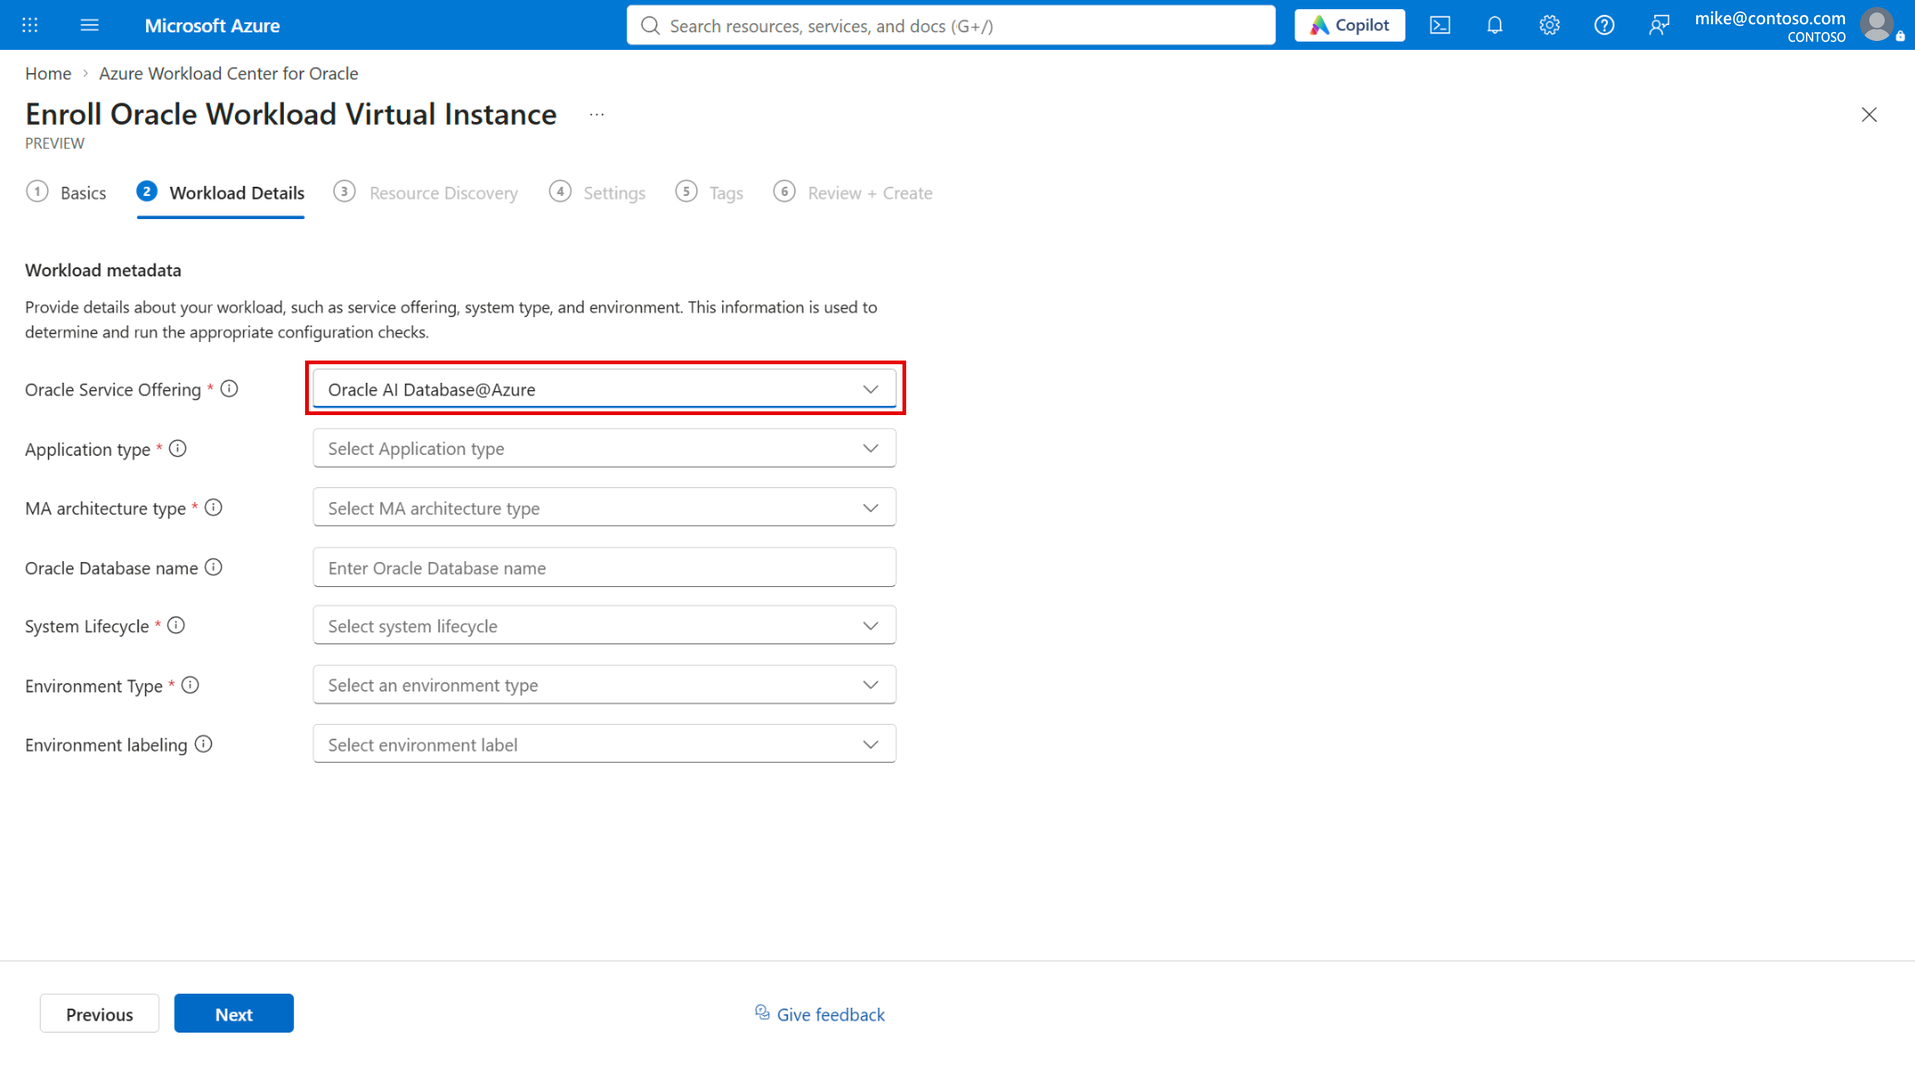 Microsoft Azure
Search resources, services, and docs (G+/)
Copilot
mike@contoso.com
CONTOSO
Home > Azure Workload Center for Oracle
Enroll Oracle Workload Virtual Instance ...
PREVIEW
1 Basics
2 Workload Details
3 Resource Discovery
4 Settings
5 Tags
6 Review + Create
Workload metadata
Provide details about your workload, such as service offering, system type, and environment. This information is used to
determine and run the appropriate configuration checks.
Oracle Service Offering * Oracle AI Database@Azure
Application type * Select Application type
MA architecture type * Select MA architecture type
Oracle Database name Enter Oracle Database name
System Lifecycle * Select system lifecycle
Environment Type * Select an environment type
Environment labeling Select environment label
Previous
Next
Give feedback